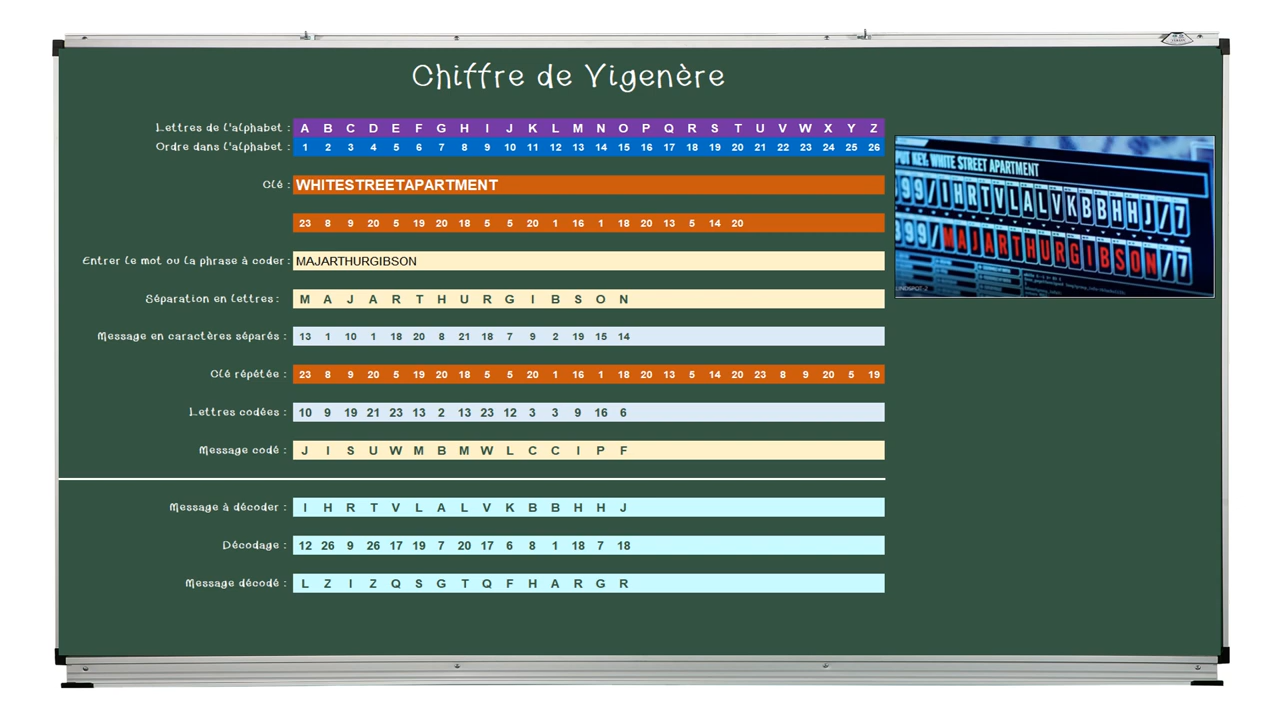 Chiffre de Vigenère
Lettres de l'alphabet : A B C D E F G H I J K L M N O P Q R S T U V W X Y Z
Ordre dans l'alphabet : 1 2 3 4 5 6 7 8 9 10 11 12 13 14 15 16 17 18 19 20 21 22 23 24 25 26
Clé : WHITESTREETAPARTMENT
23 8 9 20 5 19 20 18 5 5 20 1 16 1 18 20 13 5 14 20
Entrer le mot ou la phrase à coder : MAJARTHURGIBSON
Séparation en lettres : M A J A R T H U R G I B S O N
Message en caractères séparés : 13 1 10 1 18 20 8 21 18 7 9 2 19 15 14
Clé répétée : 23 8 9 20 5 19 20 18 5 5 20 1 16 1 18 20 13 5 14 20 23 8 9 20 5 19
Lettres codées : 10 9 19 21 23 13 2 13 23 12 3 3 9 16 6
Message codé : J I S U W M B M W L C C I P F
Message à décoder : I H R T V L A L V K B B H H J
Décodage : 12 26 9 26 17 19 7 20 17 6 8 1 18 7 18
Message décodé : L Z I Z Q S G T Q F H A R G R
PUT KEY: WHITE STREET APARTMENT
399/IHRTVLALVKBBHHJ/7
399/MAJARTHURGIBSON/7